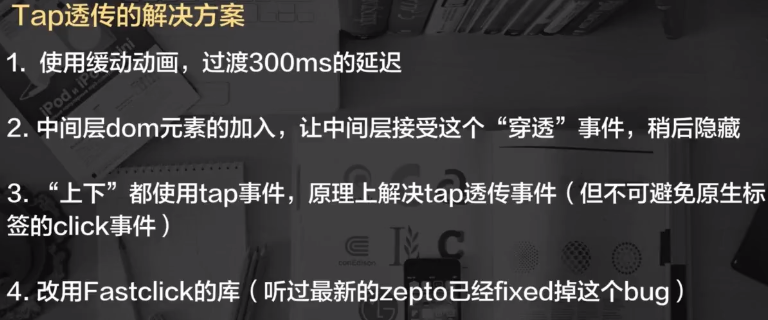 Tap透传的解决方案
1. 使用缓动动画，过渡300ms的延迟
2. 中间层dom元素的加入，让中间层接受这个“穿透”事件，稍后隐藏
3. “上下”都使用tap事件，原理上解决tap透传事件（但不可避免原生标
签的click事件）
4. 改用Fastclick的库（听过最新的zepto已经fixed掉这个bug）